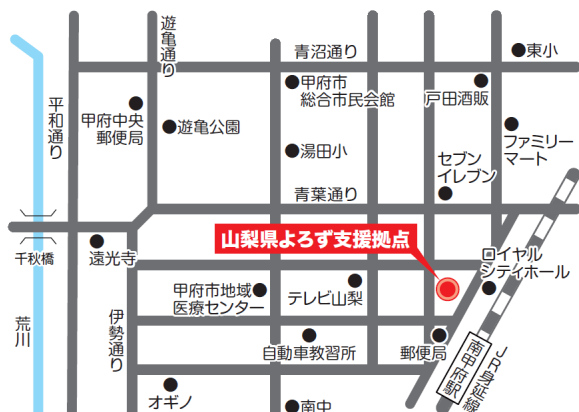 遊亀通り
青沼通り
東小
甲府市
総合市民会館
戸田酒販
平和通り
甲府中央
郵便局
遊亀公園
ファミリー
マート
湯田小
セブン
イレブン
青葉通り
山梨県よろず支援拠点
千秋橋
遠光寺
ロイヤル
シティホール
甲府市地域
医療センター
テレビ山梨
荒川
伊勢通り
自動車教習所
郵便局
南甲府駅
JR身延線
オギノ
南中